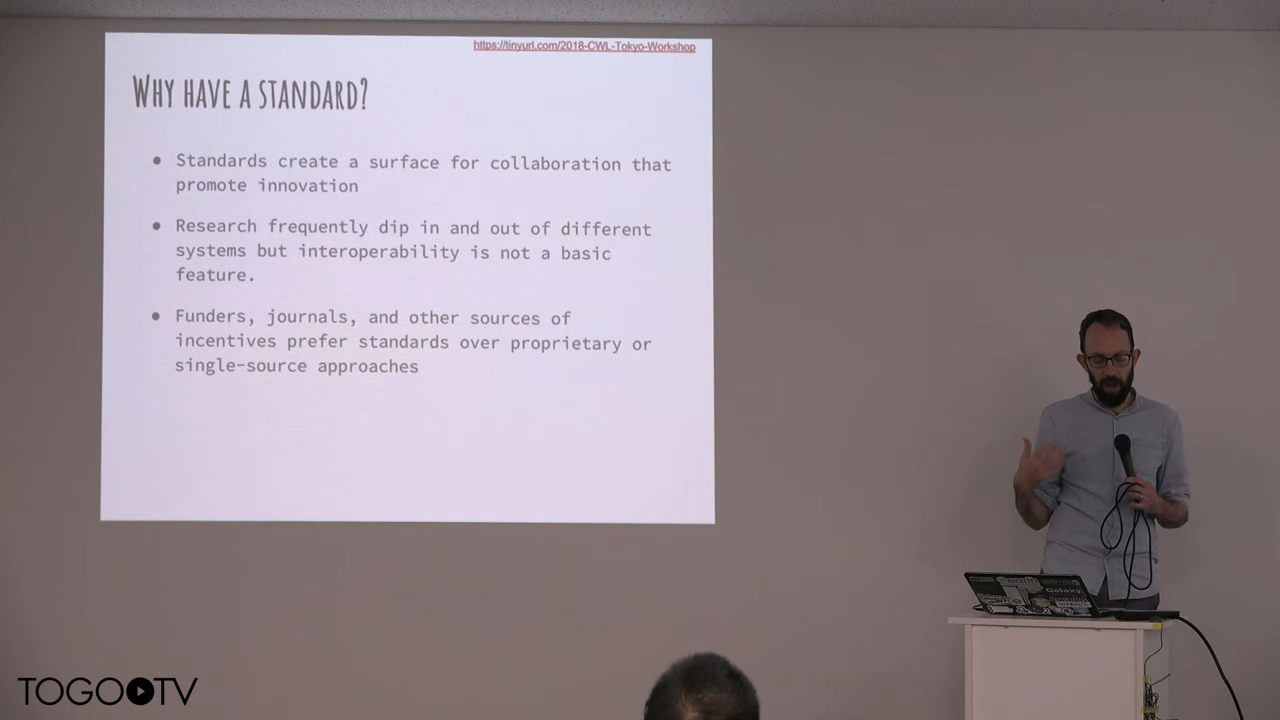 https://tinyurl.com/2018-CWL-Tokyo-Workshop
WHY HAVE A STANDARD?
● Standards create a surface for collaboration that
promote innovation
● Research frequently dip in and out of different
systems but interoperability is not a basic
feature.
● Funders, journals, and other sources of
incentives prefer standards over proprietary or
single-source approaches
Galaxy
TOGOTV